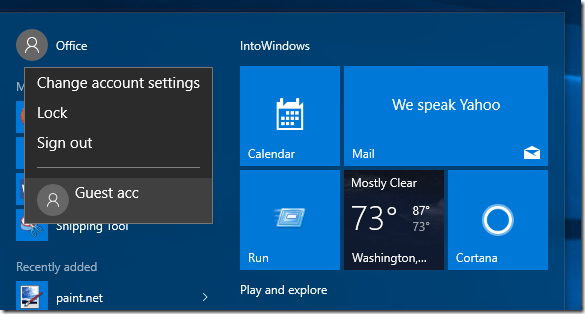 Office
IntoWindows
M
Change account settings
Lock
Sign out
Guest acc
Snipping Tool
Recently added
paint.net
We speak Yahoo
Calendar
Mail
Mostly Clear
73° 87°
73°
Run
Washington,...
Cortana
Play and explore